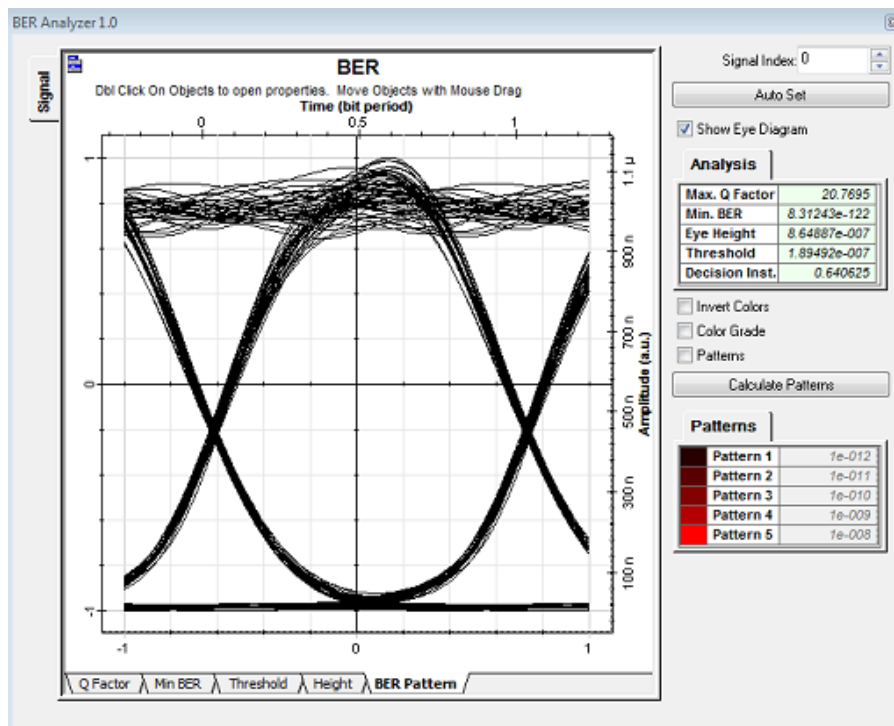 BER Analyzer 1.0
Signal
BER
Dbl Click On Objects to open properties. Move Objects with Mouse Drag
Time (bit period)
0 0.5 1
1
0
-1
-1 0 1
1.1 µ
900 n
700 n
500 n
300 n
100 n
Amplitude (a.u.)
Q Factor Min BER Threshold Height BER Pattern
Signal Index: 0
Auto Set
Show Eye Diagram
Analysis
Max. Q Factor 20.7695
Min. BER 8.31243e-122
Eye Height 8.64887e-007
Threshold 1.89492e-007
Decision Inst. 0.640625
Invert Colors
Color Grade
Patterns
Calculate Patterns
Patterns
Pattern 1 1e-012
Pattern 2 1e-011
Pattern 3 1e-010
Pattern 4 1e-009
Pattern 5 1e-008